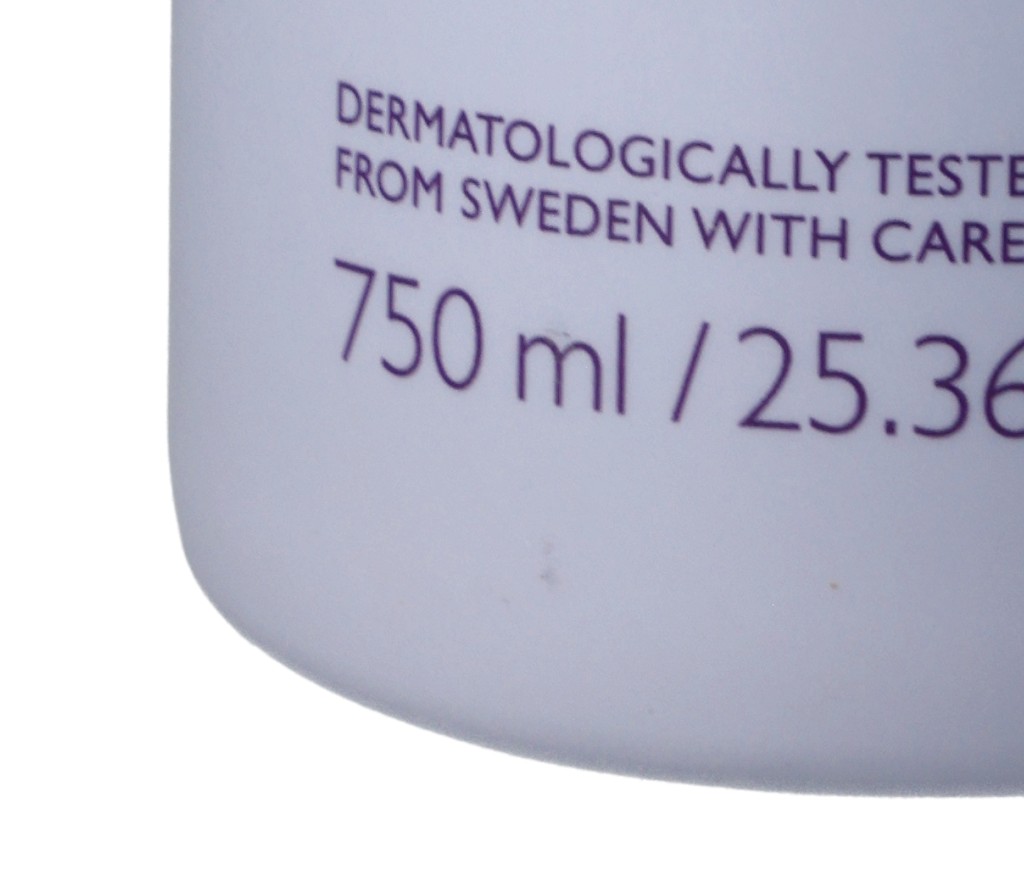 DERMATOLOGICALLY TESTE
FROM SWEDEN WITH CARE
750 ml / 25.36